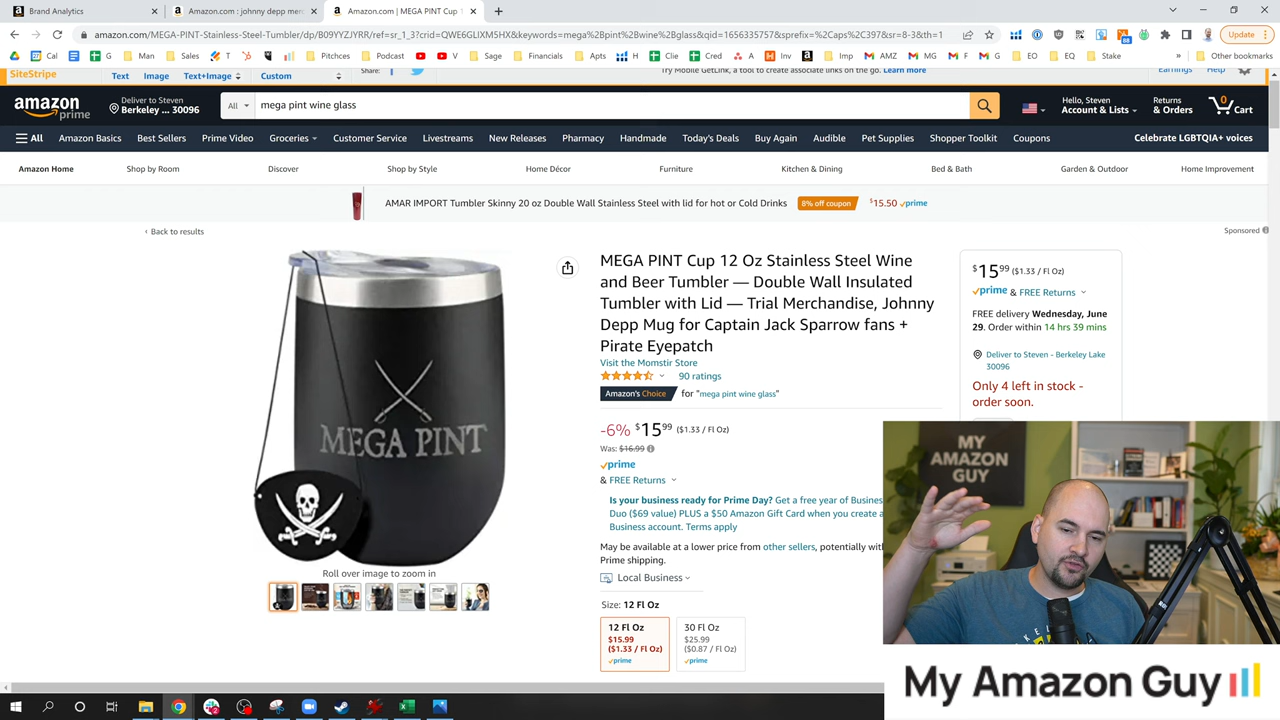 Brand Analytics
Amazon.com : johnny depp merc
Amazon.com | MEGA PINT Cup 1
amazon.com/MEGA-PINT-Stainless-Steel-Tumbler/dp/B09YYZJYRR/ref=sr_1_3?crid=QWE6GLIXM5HX&keywords=mega%2bpint%2bwine%2bglass&qid=1656335757&sprefix=%2Caps%2C397&sr=8-3&th=1
Update
Cal
G
Man
Sales
T
Prospects
Podcast
V
Sage
Financials
Apts
H
Clie
Cred
A
Inv
Imp
AMZ
MG
F
G
EO
EQ
Stake
Other bookmarks
SiteStripe
Text
Image
Text+Image
Custom
Share:
Try Mobile GetLink, a tool to create associate links on the go. Learn more
Earnings
Help
amazon
prime
Deliver to Steven
Berkeley ... 30096
All
mega pint wine glass
Hello, Steven
Account & Lists
Returns
& Orders
0
Cart
All
Amazon Basics
Best Sellers
Prime Video
Groceries
Customer Service
Livestreams
New Releases
Pharmacy
Handmade
Today's Deals
Buy Again
Audible
Pet Supplies
Shopper Toolkit
Coupons
Celebrate LGBTQIA+ voices
Amazon Home
Shop by Room
Discover
Shop by Style
Home Décor
Furniture
Kitchen & Dining
Bed & Bath
Garden & Outdoor
Home Improvement
AMAR IMPORT Tumbler Skinny 20 oz Double Wall Stainless Steel with lid for hot or Cold Drinks
8% off coupon
$15.50 prime
‹ Back to results
Sponsored
MEGA PINT
Roll over image to zoom in
MEGA PINT Cup 12 Oz Stainless Steel Wine
and Beer Tumbler — Double Wall Insulated
Tumbler with Lid — Trial Merchandise, Johnny
Depp Mug for Captain Jack Sparrow fans +
Pirate Eyepatch
Visit the Momstir Store
90 ratings
Amazon's Choice for "mega pint wine glass"
-6% $15 99 ($1.33 / Fl Oz)
Was: $16.99
prime
& FREE Returns
Is your business ready for Prime Day? Get a free year of Business
Duo ($69 value) PLUS a $50 Amazon Gift Card when you create a
Business account. Terms apply
May be available at a lower price from other sellers, potentially
Prime shipping.
Local Business
Size: 12 Fl Oz
12 Fl Oz
$15.99
($1.33 / Fl Oz)
prime
30 Fl Oz
$25.99
($0.87 / Fl Oz)
prime
$15 99 ($1.33 / Fl Oz)
prime & FREE Returns
FREE delivery Wednesday, June
29. Order within 14 hrs 39 mins
Deliver to Steven - Berkeley Lake
30096
Only 4 left in stock -
order soon.
MY
AMAZON
GUY
My Amazon Guy